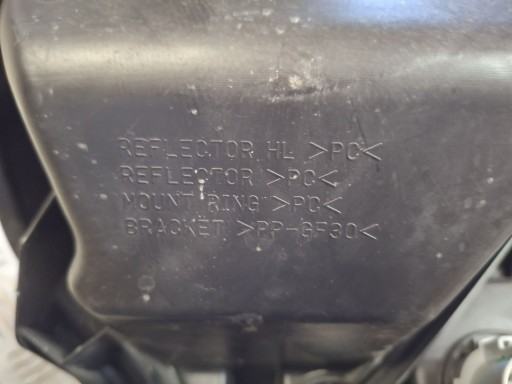 REFLECTOR HL >PC<
REFLECTOR >PC<
MOUNT RING >PC<
BRACKET >PP-GF30<